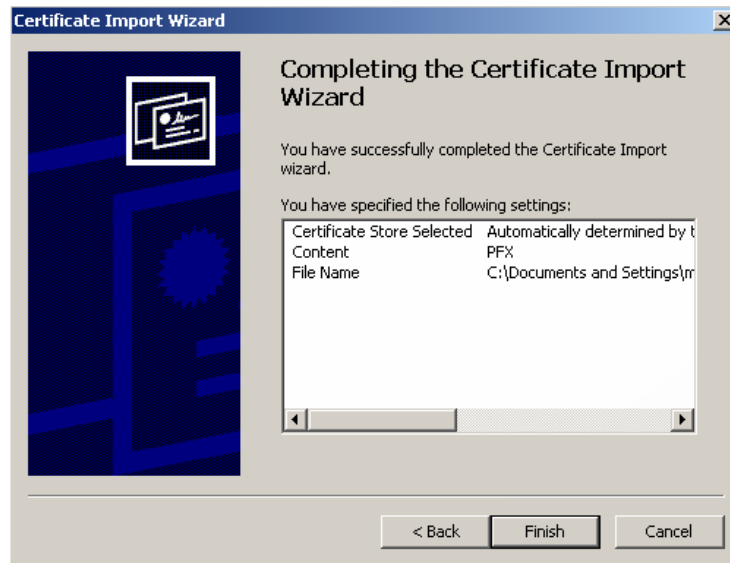 Certificate Import Wizard
Completing the Certificate Import
Wizard
You have successfully completed the Certificate Import
wizard.
You have specified the following settings:
Certificate Store Selected Automatically determined by t
Content PFX
File Name C:\Documents and Settings\m
< Back Finish Cancel